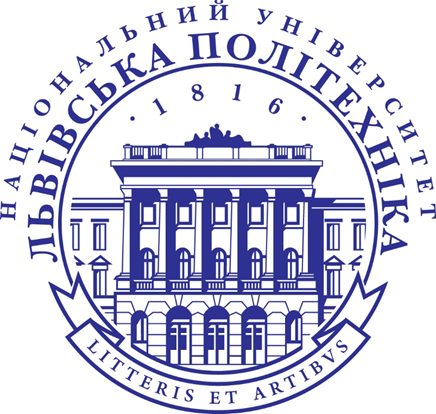 НАЦІОНАЛЬНИЙ УНІВЕРСИТЕТ
ЛЬВІВСЬКА ПОЛІТЕХНІКА
· 1816 ·
LITTERIS ET ARTIBVS